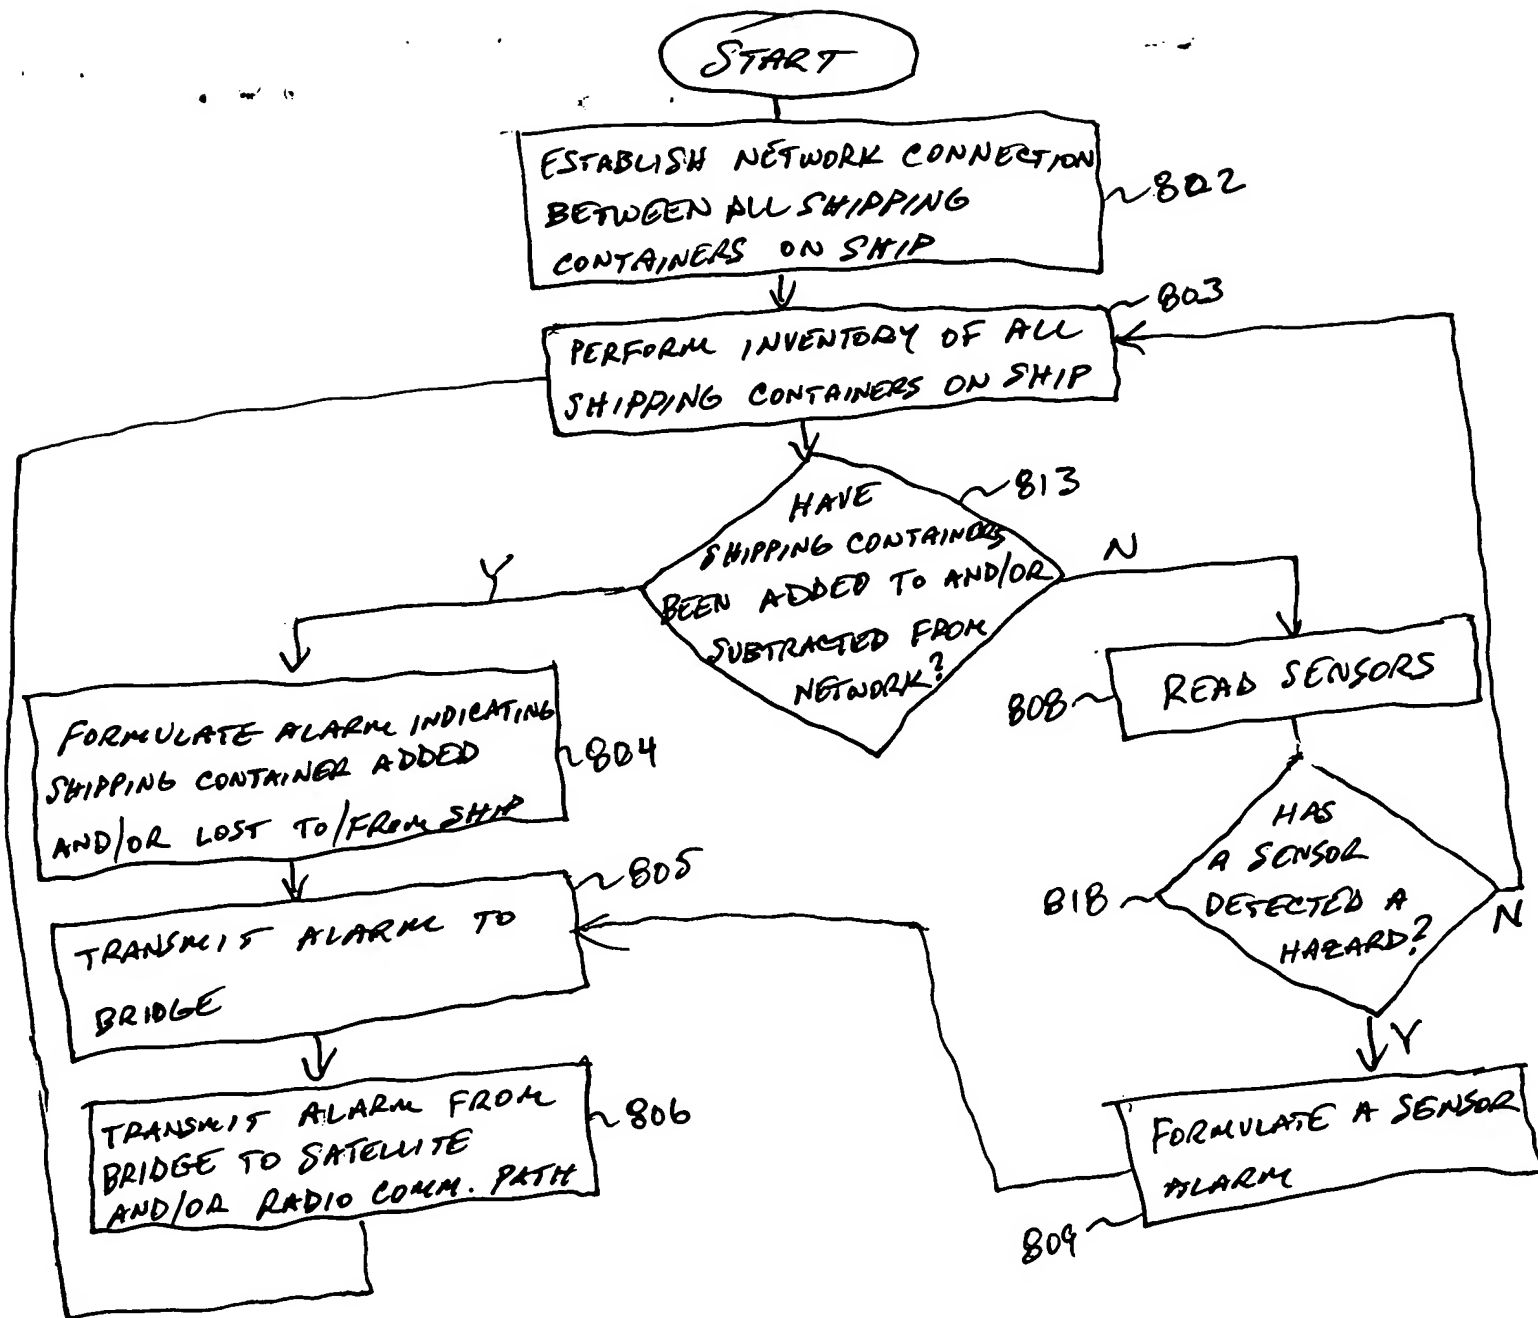 START
ESTABLISH NETWORK CONNECTION
BETWEEN ALL SHIPPING
CONTAINERS ON SHIP
802
PERFORM INVENTORY OF ALL
SHIPPING CONTAINERS ON SHIP
803
HAVE
SHIPPING CONTAINERS
BEEN ADDED TO AND/OR
SUBTRACTED FROM
NETWORK?
813
Y
N
FORMULATE ALARM INDICATING
SHIPPING CONTAINER ADDED
AND/OR LOST TO/FROM SHIP
804
READ SENSORS
808
TRANSMIT ALARM TO
BRIDGE
805
HAS
A SENSOR
DETECTED A
HAZARD?
818
N
Y
TRANSMIT ALARM FROM
BRIDGE TO SATELLITE
AND/OR RADIO COMM. PATH
806
FORMULATE A SENSOR
ALARM
809